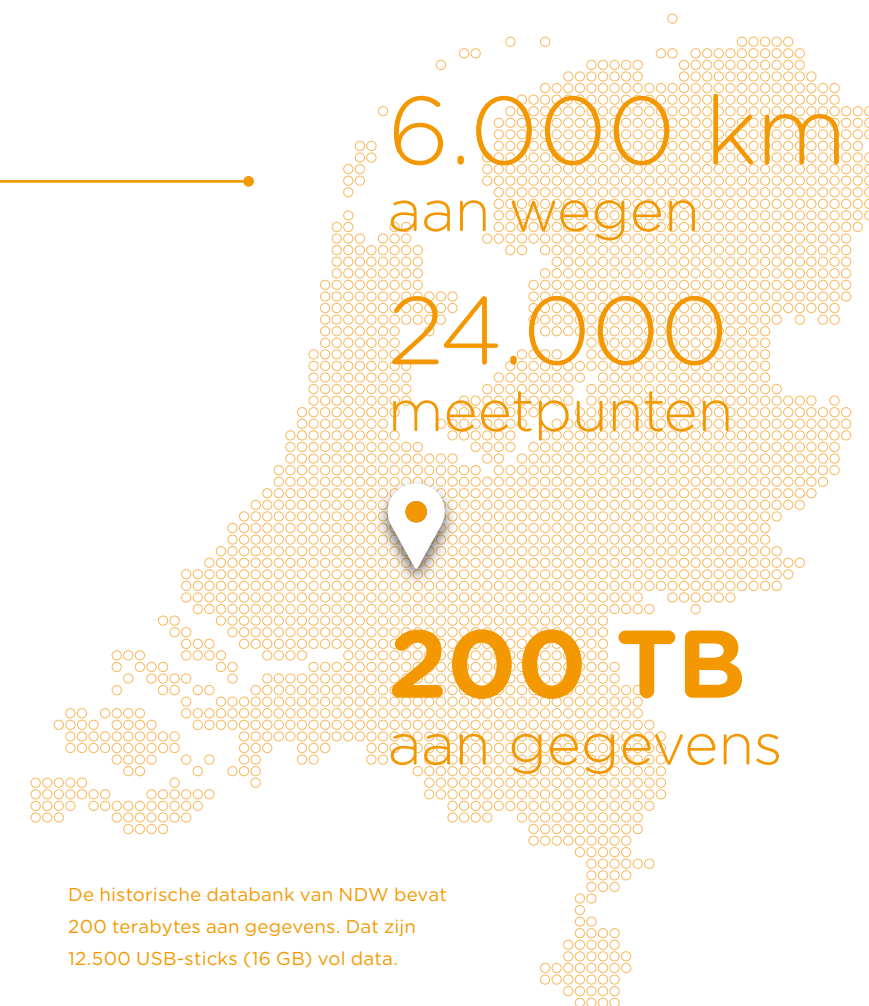 6.000 km
aan wegen
24.000
meetpunten
200 TB
aan gegevens
De historische databank van NDW bevat
200 terabytes aan gegevens. Dat zijn
12.500 USB-sticks (16 GB) vol data.